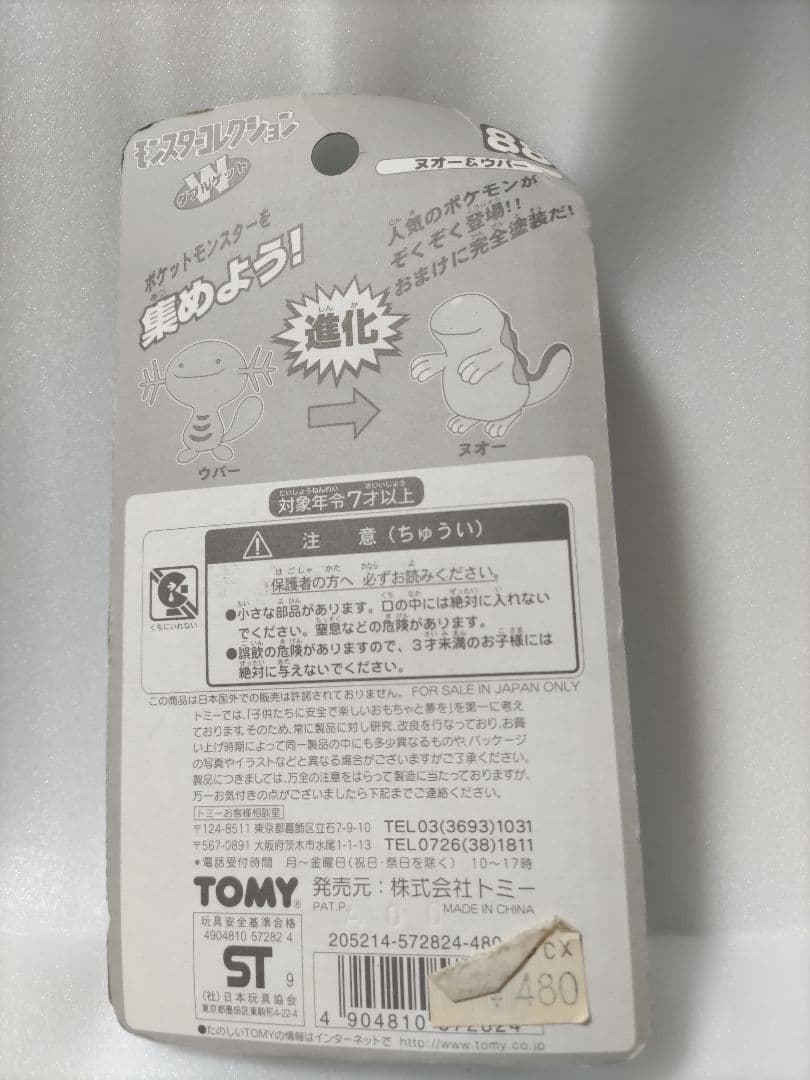 モンスターコレクション
W
ダブルゲット
88
ヌオー&ウパー
ポケットモンスターを
集めよう!
人気のポケモンが
ぞくぞく登場!!
おまけに完全塗装だ!
進化
ウパー
ヌオー
対象年令7才以上
注 意(ちゅうい)
保護者の方へ 必ずお読みください。
●小さな部品があります。口の中には絶対に入れない
でください。窒息などの危険があります。
●誤飲の危険がありますので、3才未満のお子様には
絶対に与えないでください。
くちにいれない
この商品は日本国外での販売は許諾されておりません。 FOR SALE IN JAPAN ONLY
トミーでは、「子供たちに安全で楽しいおもちゃと夢を」を第一に考え
ております。そのため、常に製品に対し研究、改良を行なっており、お買
い上げ時期によって同一製品の中にも多少異なるものや、パッケージ
の写真やイラストなどと異なる場合がございますがご了承ください。
製品につきましては、万全の注意をはらって製造に当たっておりますが、
万一お気付きの点がございましたら下記までご連絡ください。
トミーお客様相談室
〒124-8511 東京都葛飾区立石7-9-10 TEL03(3693)1031
〒567-0891 大阪府茨木市水尾1-1-13 TEL0726(38)1811
*電話受付時間 月〜金曜日(祝日・祭日を除く) 10〜17時
TOMY® 発売元:株式会社トミー
PAT.P. MADE IN CHINA
玩具安全基準合格
4904810 57282 4
ST 9
(社)日本玩具協会
東京都墨田区東駒形4-22-4
205214-572824-480
CX
¥480
4 904810 572824
●たのしいTOMYの情報はインターネットで http://www.tomy.co.jp